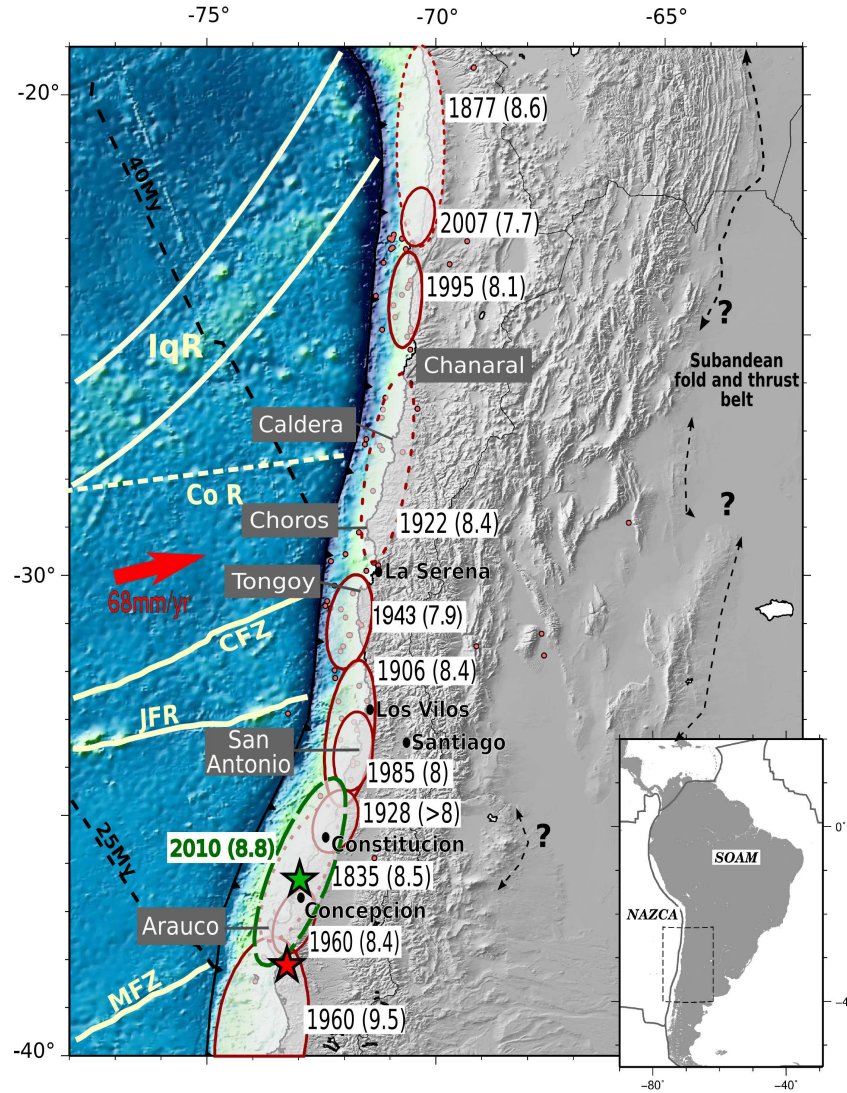 -75°
-70°
-65°
-20°
1877 (8.6)
40My
2007 (7.7)
1995 (8.1)
?
IqR
Chanaral
Subandean
fold and thrust
belt
Caldera
Co R
?
Choros
1922 (8.4)
-30°
La Serena
Tongoy
68mm/yr
1943 (7.9)
CFZ
1906 (8.4)
JFR
Los Vilos
San
Antonio
Santiago
1985 (8)
1928 (>8)
25My
2010 (8.8)
Constitucion
?
1835 (8.5)
Concepcion
Arauco
1960 (8.4)
MFZ
1960 (9.5)
-40°
0°
SOAM
NAZCA
-4
-80°
-40°